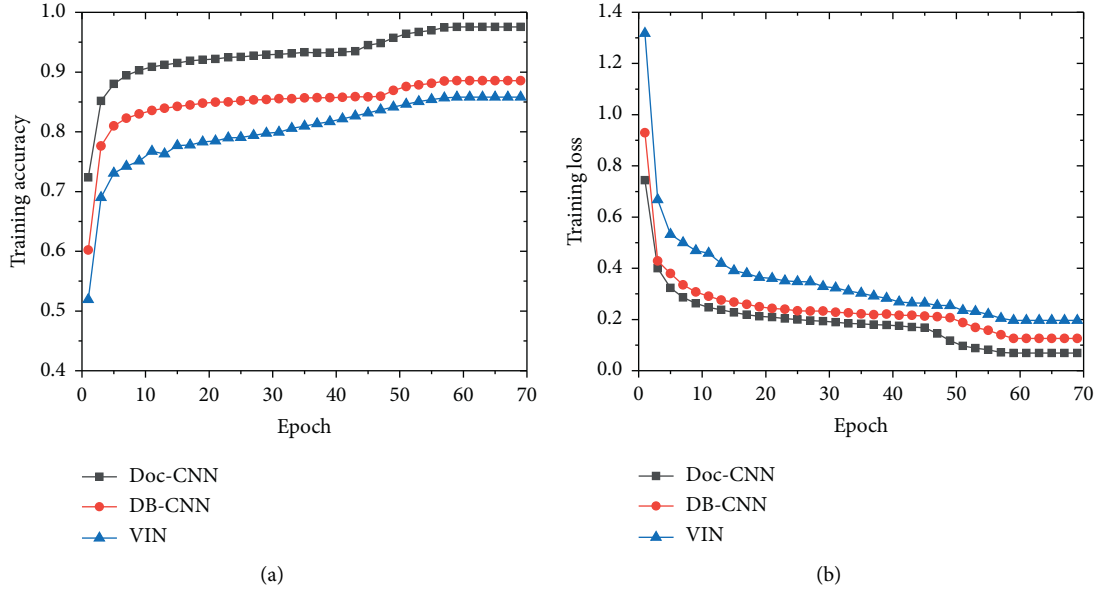 1.0
0.9
0.8
0.7
0.6
0.5
0.4
Training accuracy
0 10 20 30 40 50 60 70
Epoch
Doc-CNN
DB-CNN
VIN
(a)
1.4
1.2
1.0
0.8
0.6
0.4
0.2
0.0
Training loss
0 10 20 30 40 50 60 70
Epoch
Doc-CNN
DB-CNN
VIN
(b)